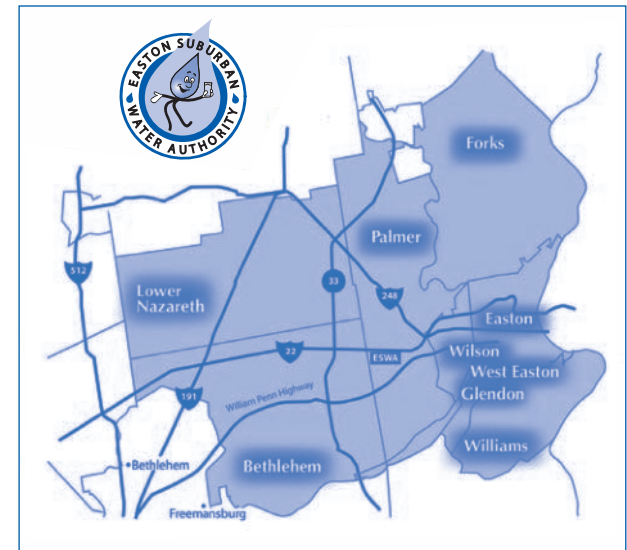 EASTON SUBURBAN
WATER AUTHORITY
Forks
Palmer
512
Lower
Nazareth
33
248
Easton
22
ESWA
Wilson
West Easton
Glendon
191
William Penn Highway
Williams
•Bethlehem
Bethlehem
Freemansburg